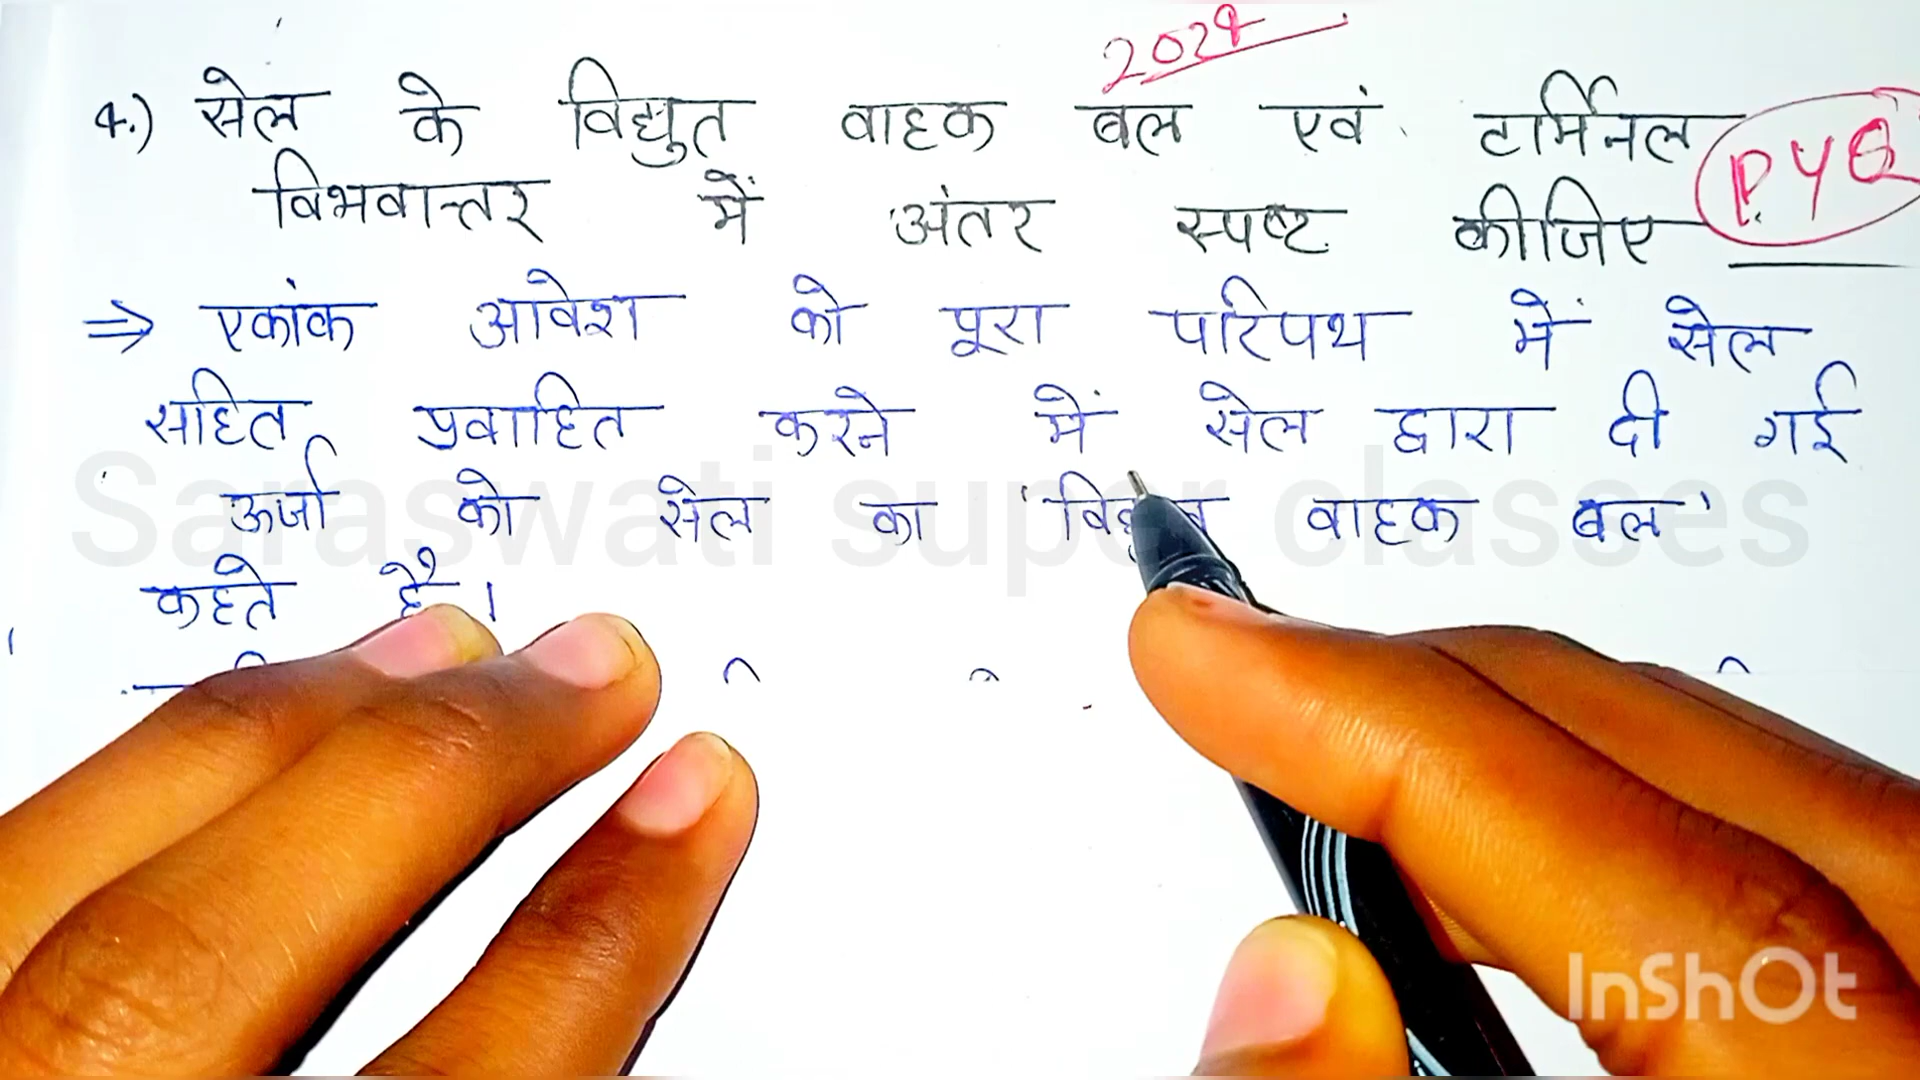 2024
4.) सेल के विद्युत वाहक बल एवं टर्मिनल
विभवान्तर में अंतर स्पष्ट कीजिए
P.Y.Q
⇒ एकांक आवेश को पूरा परिपथ में सेल
सहित प्रवाहित करने में सेल द्वारा दी गई
ऊर्जा को सेल का 'विद्युत वाहक बल'
कहते है।
Saraswati super classes
InShOt